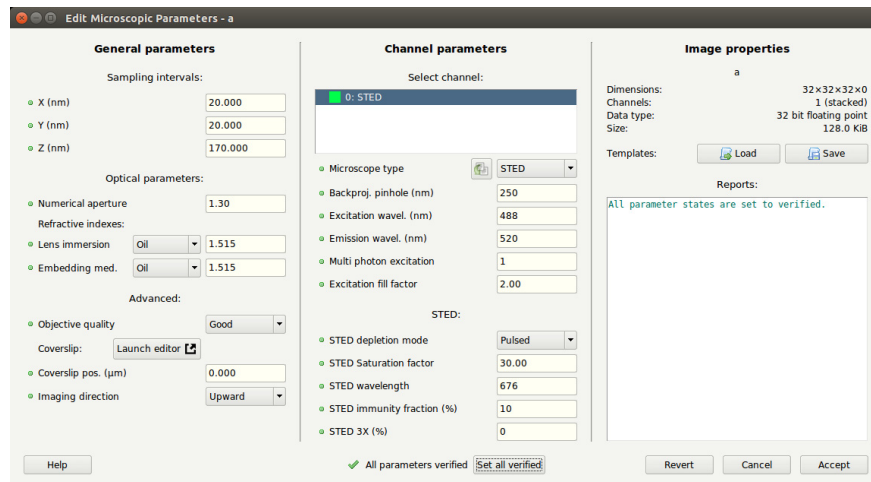 Edit Microscopic Parameters - a
General parameters
Sampling intervals:
X (nm) 20.000
Y (nm) 20.000
Z (nm) 170.000
Optical parameters:
Numerical aperture 1.30
Refractive indexes:
Lens immersion Oil 1.515
Embedding med. Oil 1.515
Advanced:
Objective quality Good
Coverslip: Launch editor
Coverslip pos. (µm) 0.000
Imaging direction Upward
Channel parameters
Select channel:
0: STED
Microscope type STED
Backproj. pinhole (nm) 250
Excitation wavel. (nm) 488
Emission wavel. (nm) 520
Multi photon excitation 1
Excitation fill factor 2.00
STED:
STED depletion mode Pulsed
STED Saturation factor 30.00
STED wavelength 676
STED immunity fraction (%) 10
STED 3X (%) 0
Image properties
a
Dimensions: 32×32×32×0
Channels: 1 (stacked)
Data type: 32 bit floating point
Size: 128.0 KiB
Templates: Load Save
Reports:
All parameter states are set to verified.
Help All parameters verified Set all verified Revert Cancel Accept